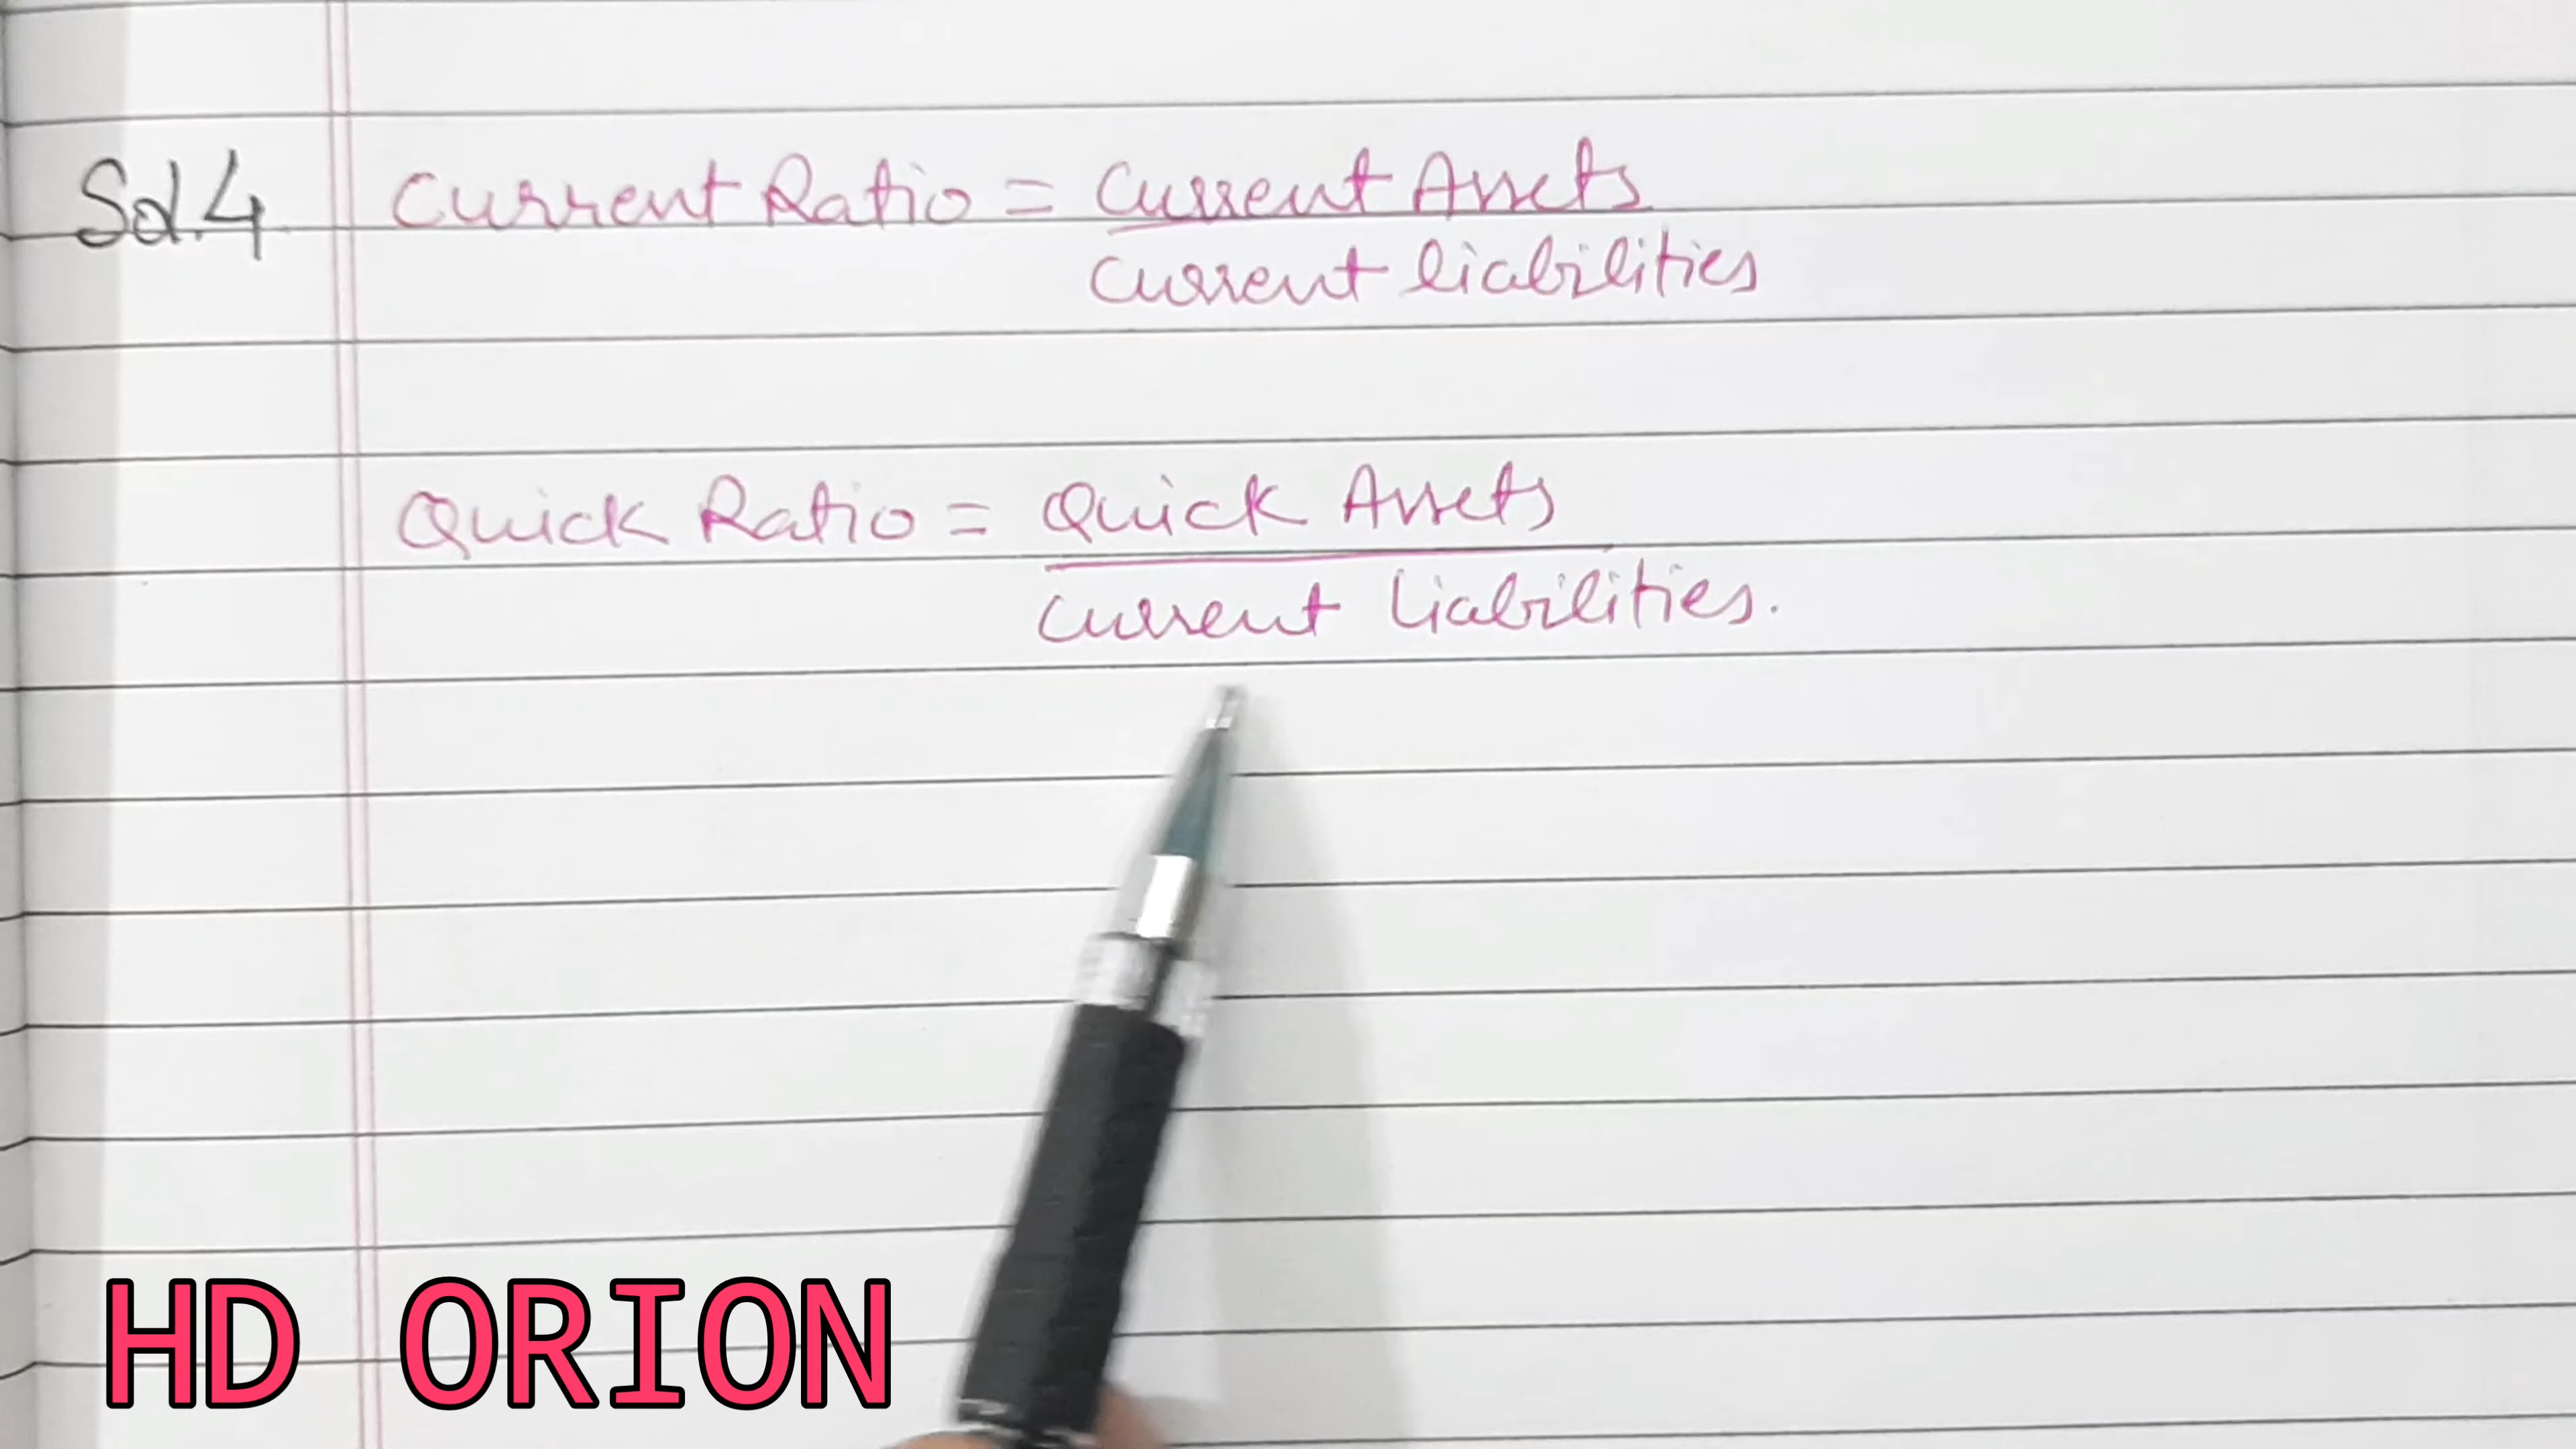 Sol.4 Current Ratio = Current Assets
Current liabilities
Quick Ratio = Quick Assets
Current Liabilities.
HD ORION